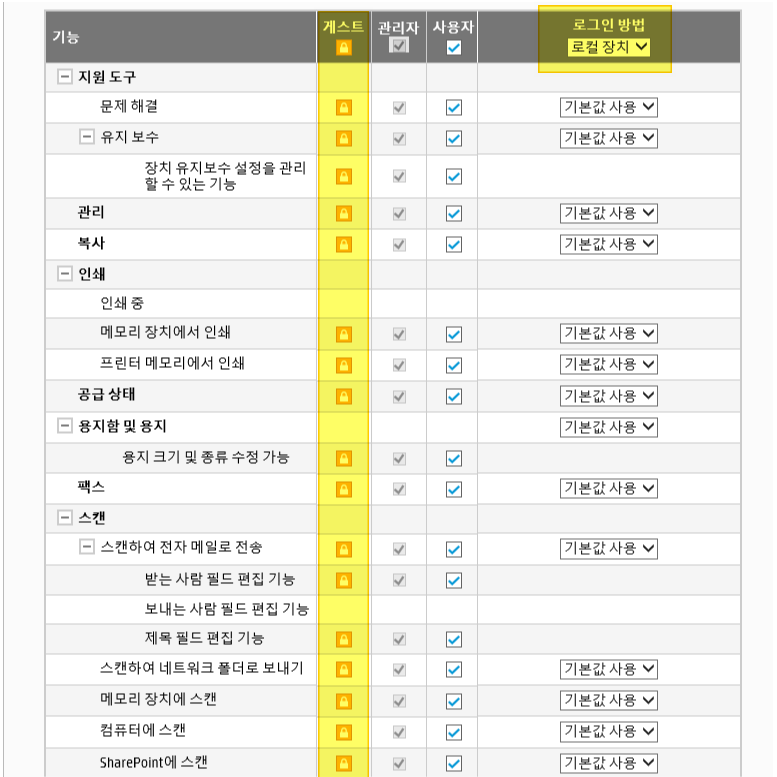 기능 게스트 관리자 사용자 로그인 방법
로컬 장치
지원 도구
문제 해결 기본값 사용
유지 보수 기본값 사용
장치 유지보수 설정을 관리
할 수 있는 기능
관리 기본값 사용
복사 기본값 사용
인쇄
인쇄 중
메모리 장치에서 인쇄 기본값 사용
프린터 메모리에서 인쇄 기본값 사용
공급 상태 기본값 사용
용지함 및 용지 기본값 사용
용지 크기 및 종류 수정 가능
팩스 기본값 사용
스캔
스캔하여 전자 메일로 전송 기본값 사용
받는 사람 필드 편집 기능
보내는 사람 필드 편집 기능
제목 필드 편집 기능
스캔하여 네트워크 폴더로 보내기 기본값 사용
메모리 장치에 스캔 기본값 사용
컴퓨터에 스캔 기본값 사용
SharePoint에 스캔 기본값 사용